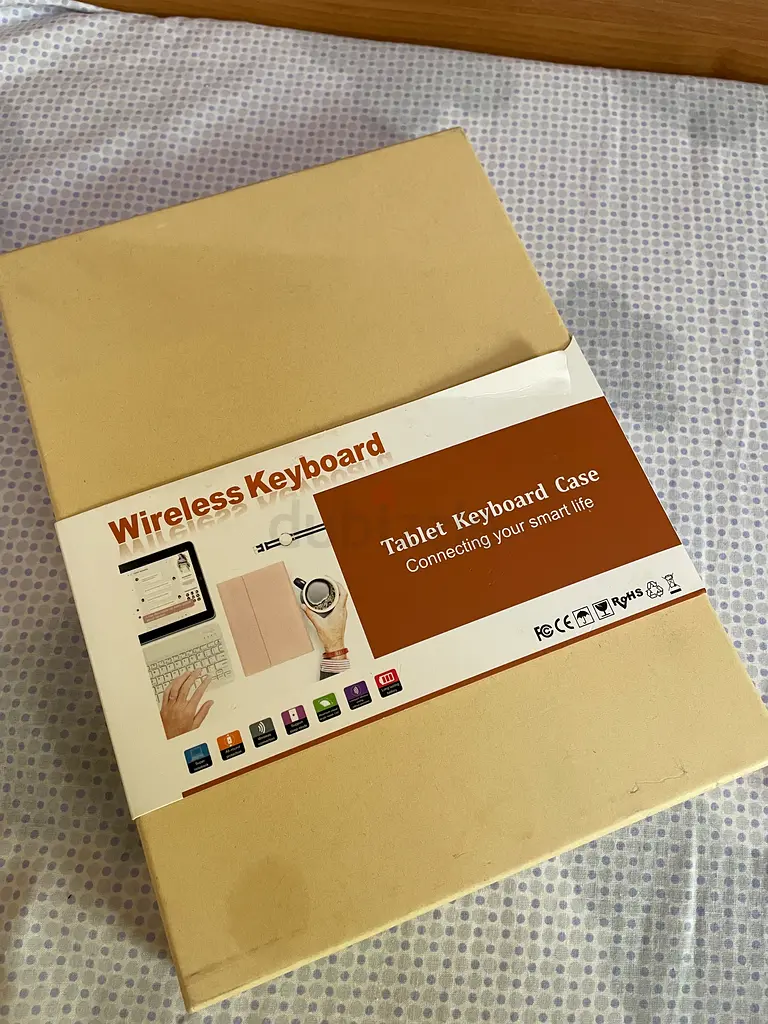 Wireless Keyboard
Tablet Keyboard Case
Connecting your smart life
FC CE RoHS